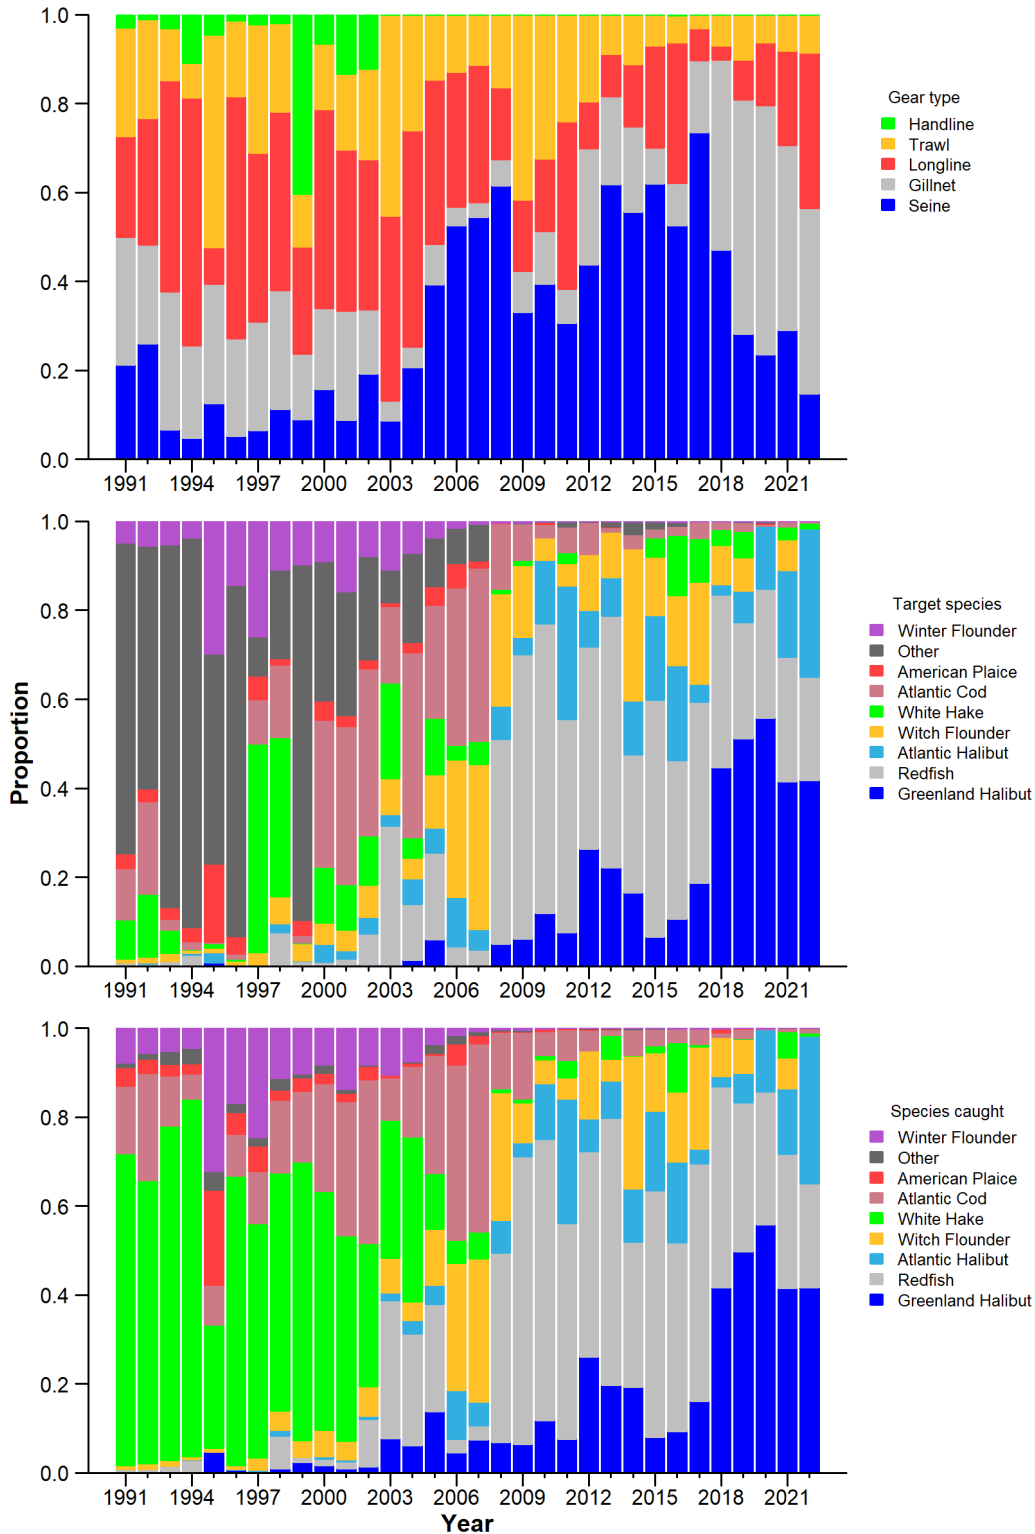 1.0
0.8
0.6
0.4
0.2
0.0
1991 1994 1997 2000 2003 2006 2009 2012 2015 2018 2021
Gear type
Handline
Trawl
Longline
Gillnet
Seine
Proportion
1.0
0.8
0.6
0.4
0.2
0.0
1991 1994 1997 2000 2003 2006 2009 2012 2015 2018 2021
Target species
Winter Flounder
Other
American Plaice
Atlantic Cod
White Hake
Witch Flounder
Atlantic Halibut
Redfish
Greenland Halibut
1.0
0.8
0.6
0.4
0.2
0.0
1991 1994 1997 2000 2003 2006 2009 2012 2015 2018 2021
Year
Species caught
Winter Flounder
Other
American Plaice
Atlantic Cod
White Hake
Witch Flounder
Atlantic Halibut
Redfish
Greenland Halibut